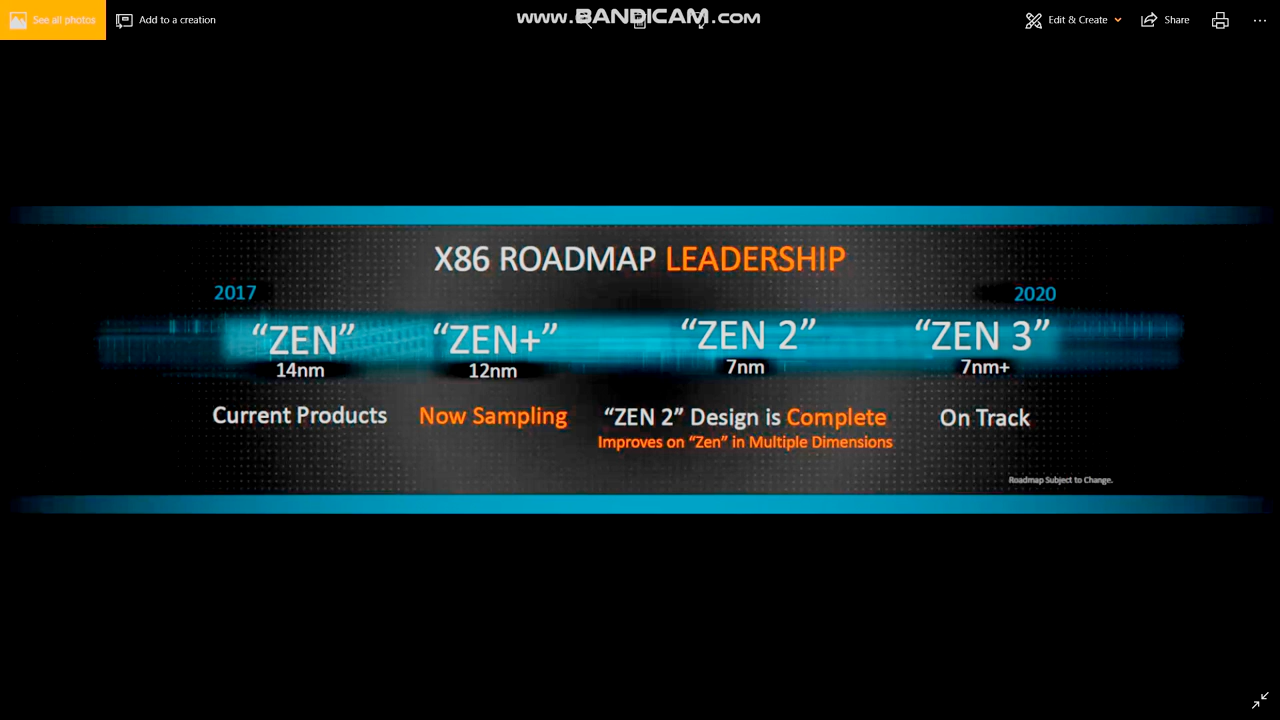 See all photos
Add to a creation
www.BANDICAM.COM
Edit & Create
Share
X86 ROADMAP LEADERSHIP
2017
2020
“ZEN”
“ZEN+”
“ZEN 2”
“ZEN 3”
14nm
12nm
7nm
7nm+
Current Products
Now Sampling
“ZEN 2” Design is Complete
On Track
Improves on “Zen” in Multiple Dimensions
Roadmap Subject to Change.